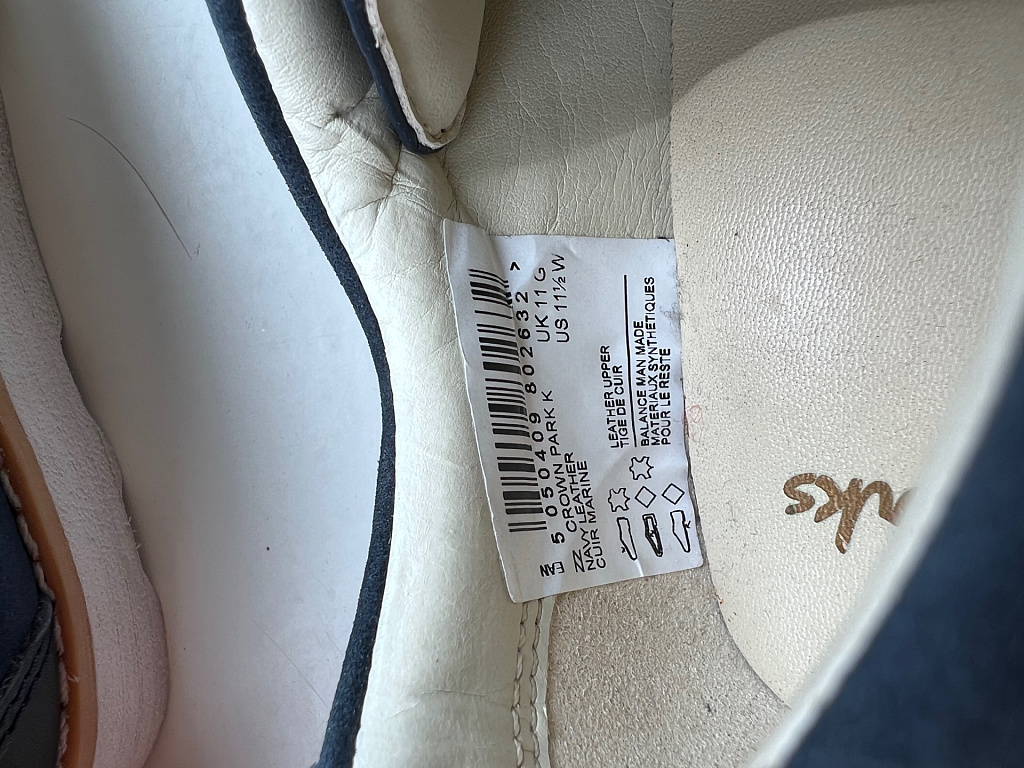 5 050409 802632 >
CROWN PARK K
UK 11 G
NAVY LEATHER
US 11½ W
CUIR MARINE
LEATHER UPPER
TIGE DE CUIR
BALANCE MAN MADE
MATERIAUX SYNTHETIQUES
POUR LE RESTE